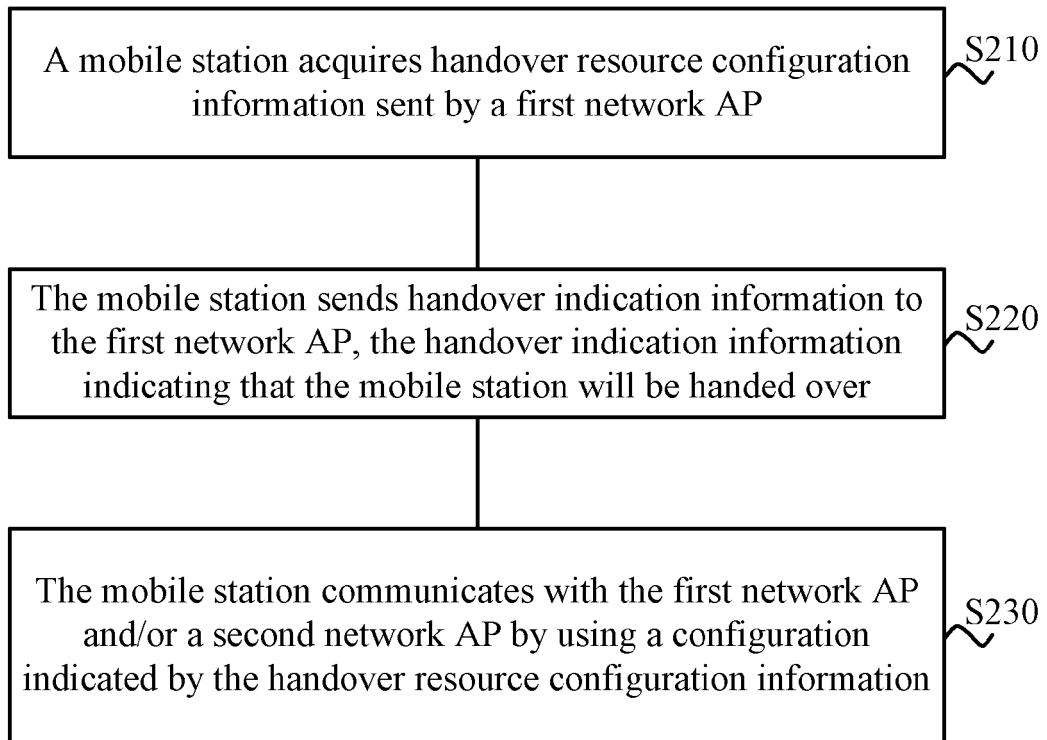 A mobile station acquires handover resource configuration
information sent by a first network AP
S210
The mobile station sends handover indication information to
the first network AP, the handover indication information
indicating that the mobile station will be handed over
S220
The mobile station communicates with the first network AP
and/or a second network AP by using a configuration
indicated by the handover resource configuration information
S230